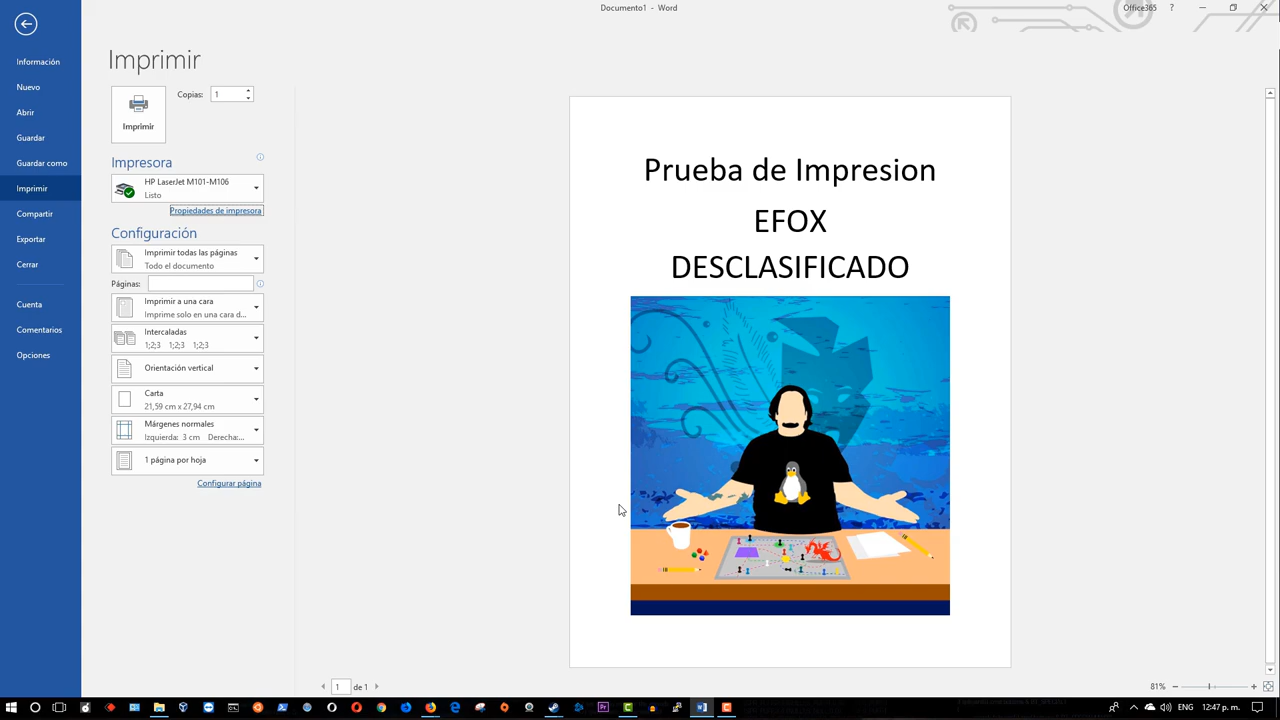 Documento1 - Word
Office365
?
Información
Nuevo
Abrir
Guardar
Guardar como
Imprimir
Compartir
Exportar
Cerrar
Cuenta
Comentarios
Opciones
Imprimir
Imprimir
Copias: 1
Impresora
HP LaserJet M101-M106
Listo
Propiedades de impresora
Configuración
Imprimir todas las páginas
Todo el documento
Páginas:
Imprimir a una cara
Imprime solo en una cara d...
Intercaladas
1;2;3 1;2;3 1;2;3
Orientación vertical
Carta
21,59 cm x 27,94 cm
Márgenes normales
Izquierda: 3 cm Derecha:...
1 página por hoja
Configurar página
Prueba de Impresion
EFOX
DESCLASIFICADO
1 de 1
81%
ENG 12:47 p. m.